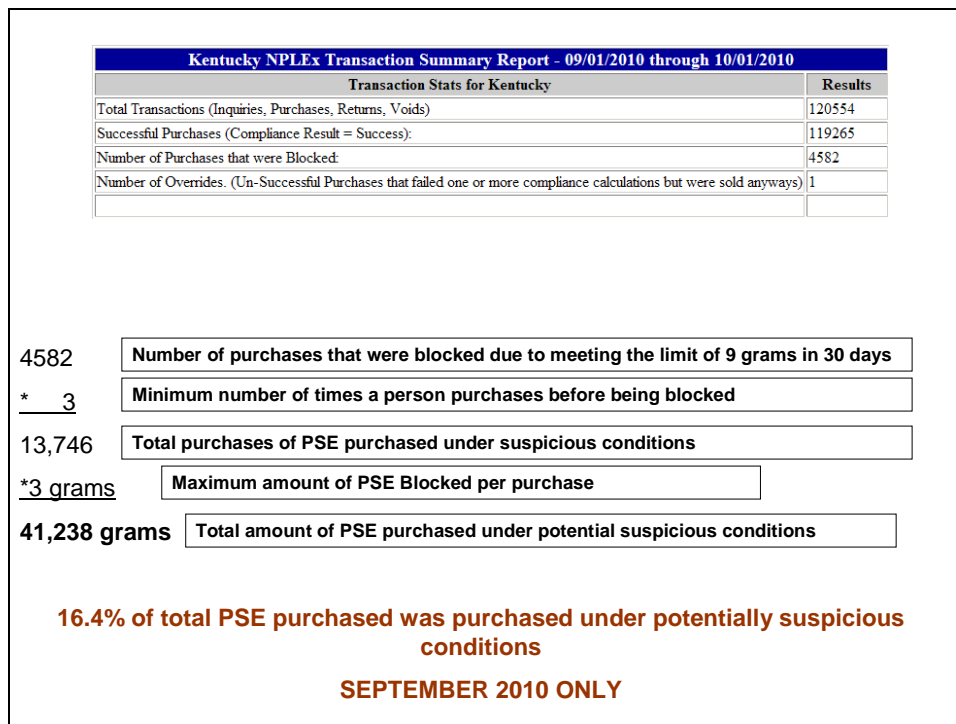 Kentucky NPLEx Transaction Summary Report - 09/01/2010 through 10/01/2010
Transaction Stats for Kentucky Results
Total Transactions (Inquiries, Purchases, Returns, Voids) 120554
Successful Purchases (Compliance Result = Success): 119265
Number of Purchases that were Blocked: 4582
Number of Overrides. (Un-Successful Purchases that failed one or more compliance calculations but were sold anyways) 1
4582 Number of purchases that were blocked due to meeting the limit of 9 grams in 30 days
* 3 Minimum number of times a person purchases before being blocked
13,746 Total purchases of PSE purchased under suspicious conditions
*3 grams Maximum amount of PSE Blocked per purchase
41,238 grams Total amount of PSE purchased under potential suspicious conditions
16.4% of total PSE purchased was purchased under potentially suspicious
conditions
SEPTEMBER 2010 ONLY